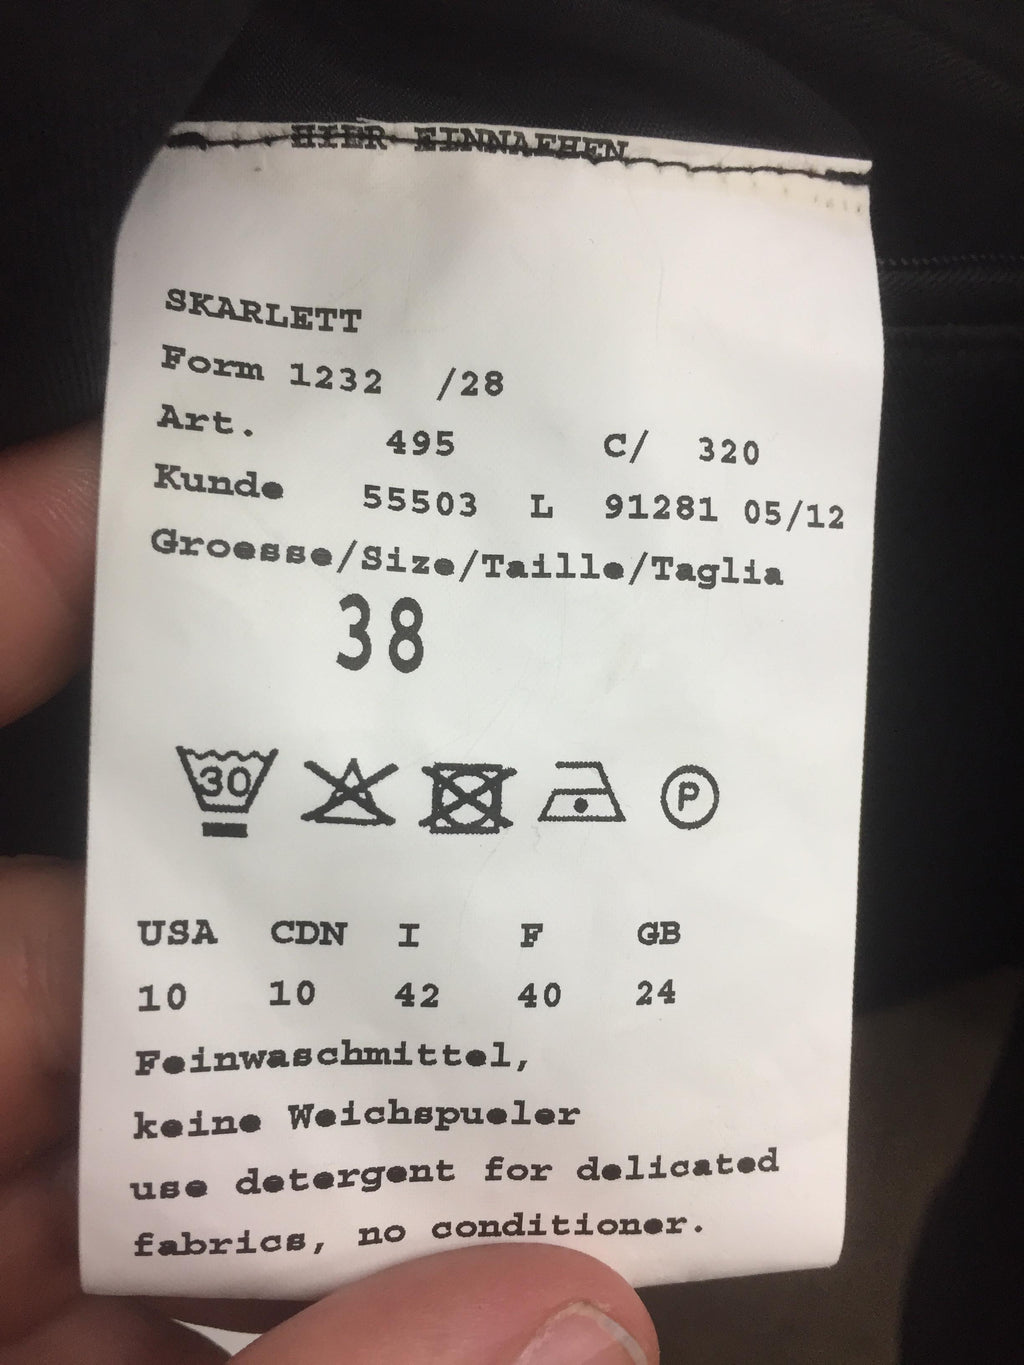 HIER EINNAEHEN
SKARLETT
Form 1232 /28
Art. 495 C/ 320
Kunde 55503 L 91281 05/12
Groesse/Size/Taille/Taglia
38
30 P
USA CDN I F GB
10 10 42 40 24
Feinwaschmittel,
keine Weichspueler
use detergent for delicated
fabrics, no conditioner.